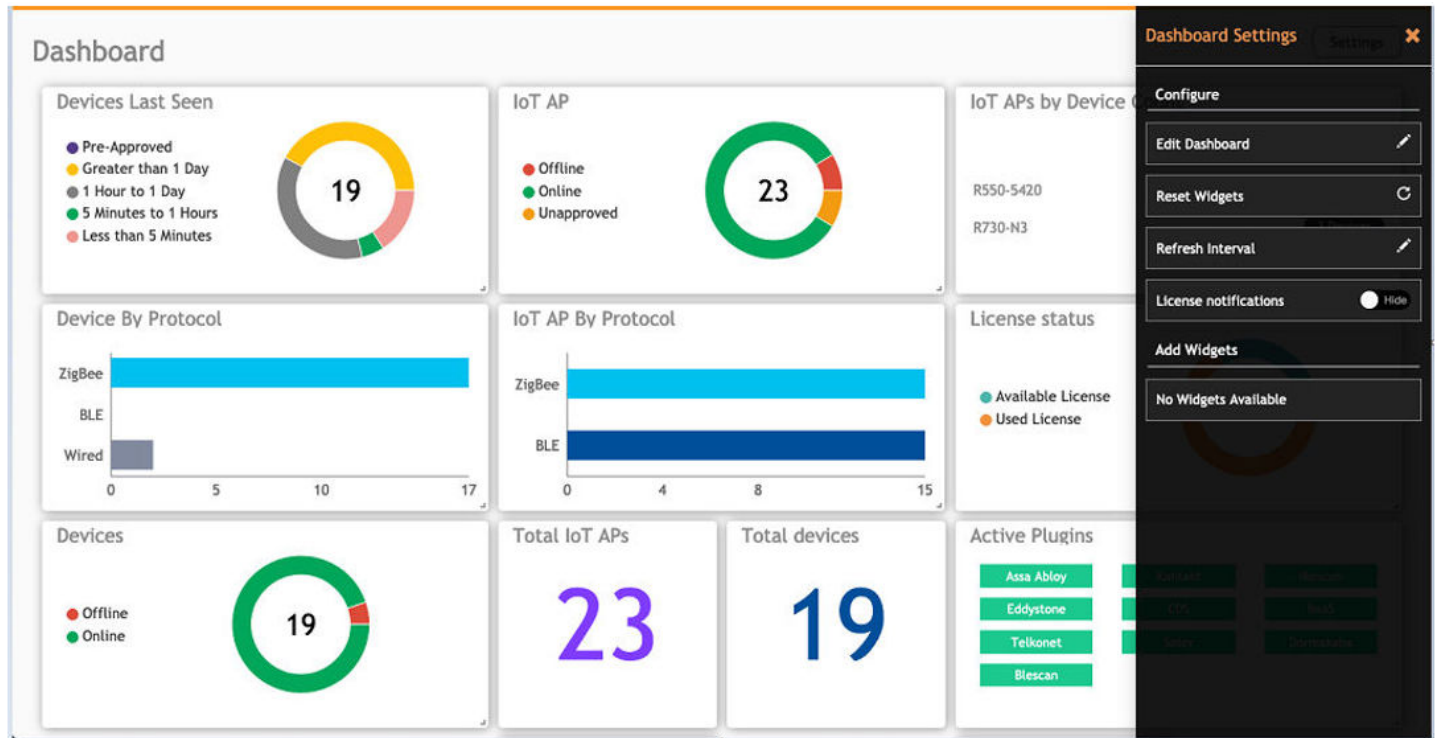 Dashboard
Settings
Devices Last Seen
Pre-Approved
Greater than 1 Day
1 Hour to 1 Day
5 Minutes to 1 Hours
Less than 5 Minutes
19
IoT AP
Offline
Online
Unapproved
23
IoT APs by Device
R550-5420
R730-N3
Device By Protocol
ZigBee
BLE
Wired
0 5 10 17
IoT AP By Protocol
ZigBee
BLE
0 4 8 15
License status
Available License
Used License
Devices
Offline
Online
19
Total IoT APs
23
Total devices
19
Active Plugins
Assa Abloy
Eddystone
Telkonet
Blescan
Dashboard Settings
Configure
Edit Dashboard
Reset Widgets
Refresh Interval
License notifications
Hide
Add Widgets
No Widgets Available